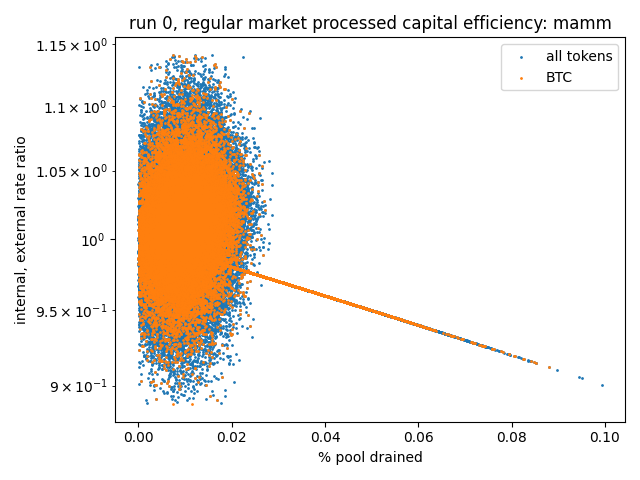 run 0, regular market processed capital efficiency: mamm
1.15 × 10⁰
1.1 × 10⁰
1.05 × 10⁰
10⁰
9.5 × 10⁻¹
9 × 10⁻¹
internal, external rate ratio
all tokens
BTC
0.00 0.02 0.04 0.06 0.08 0.10
% pool drained